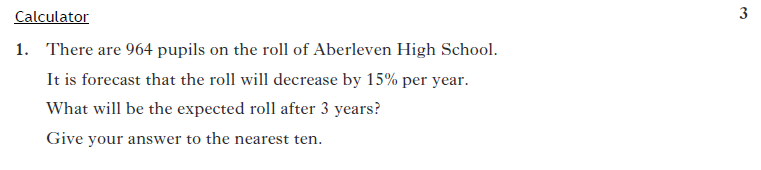 Calculator 3
1. There are 964 pupils on the roll of Aberleven High School.
It is forecast that the roll will decrease by 15% per year.
What will be the expected roll after 3 years?
Give your answer to the nearest ten.